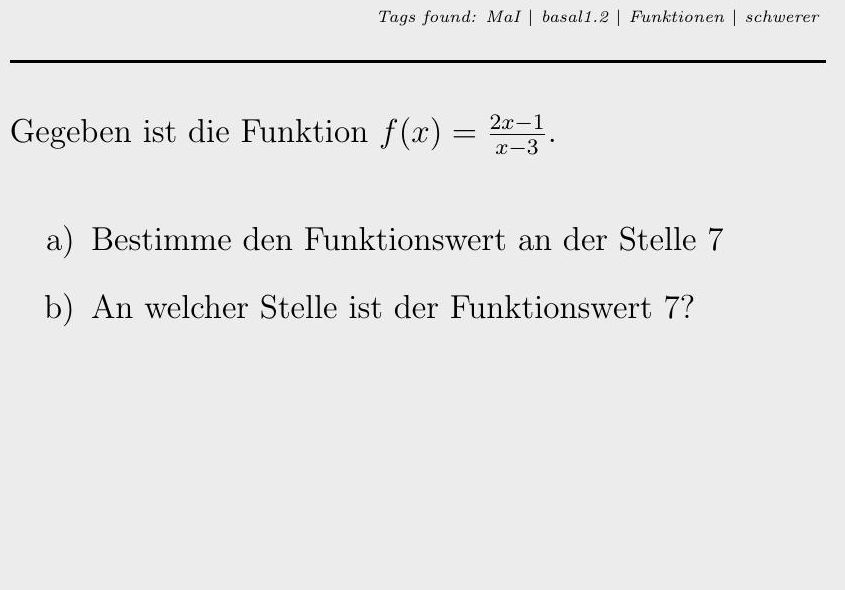 Tags found: MaI | basal1.2 | Funktionen | schwerer
Gegeben ist die Funktion f(x) = \frac{2x-1}{x-3}.
a) Bestimme den Funktionswert an der Stelle 7
b) An welcher Stelle ist der Funktionswert 7?